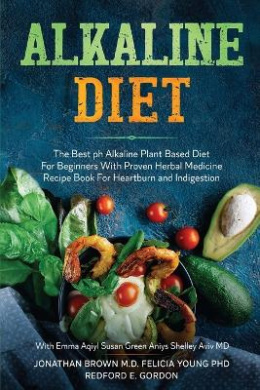 ALKALINE
DIET
The Best ph Alkaline Plant Based Diet
For Beginners With Proven Herbal Medicine
Recipe Book For Heartburn and Indigestion
With Emma Aqiyl Susan Green Aniys Shelley Aviv MD
JONATHAN BROWN M.D. FELICIA YOUNG PHD
REDFORD E. GORDON